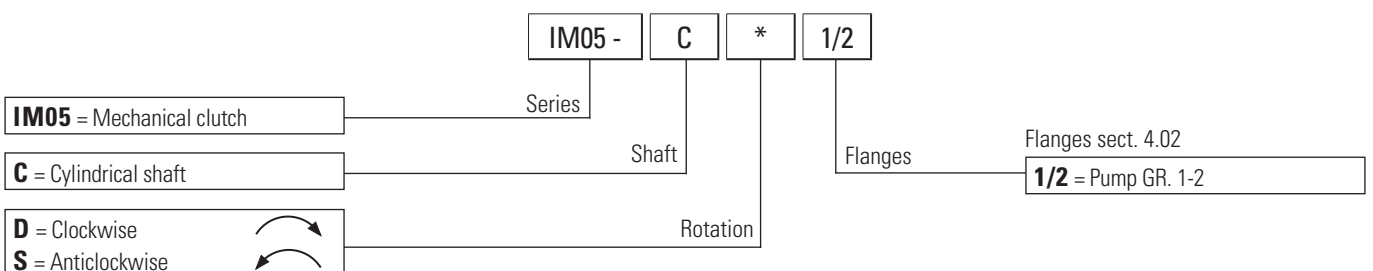 IM05 - C * 1/2
Series
IM05 = Mechanical clutch
Shaft
C = Cylindrical shaft
Rotation
D = Clockwise
S = Anticlockwise
Flanges
Flanges sect. 4.02
1/2 = Pump GR. 1-2